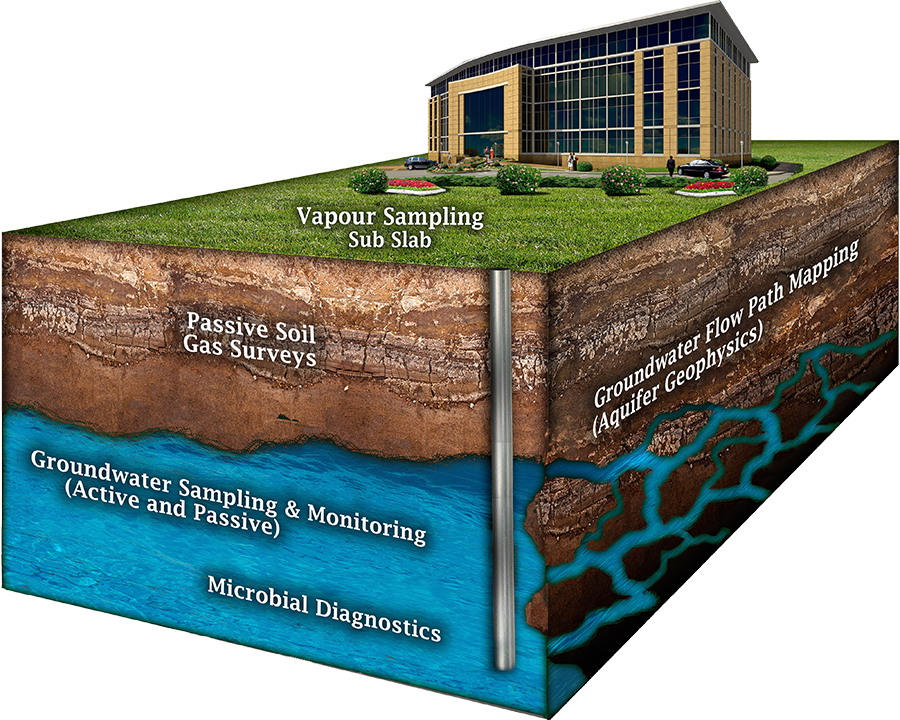 Vapour Sampling
Sub Slab
Passive Soil
Gas Surveys
Groundwater Flow Path Mapping
(Aquifer Geophysics)
Groundwater Sampling & Monitoring
(Active and Passive)
Microbial Diagnostics